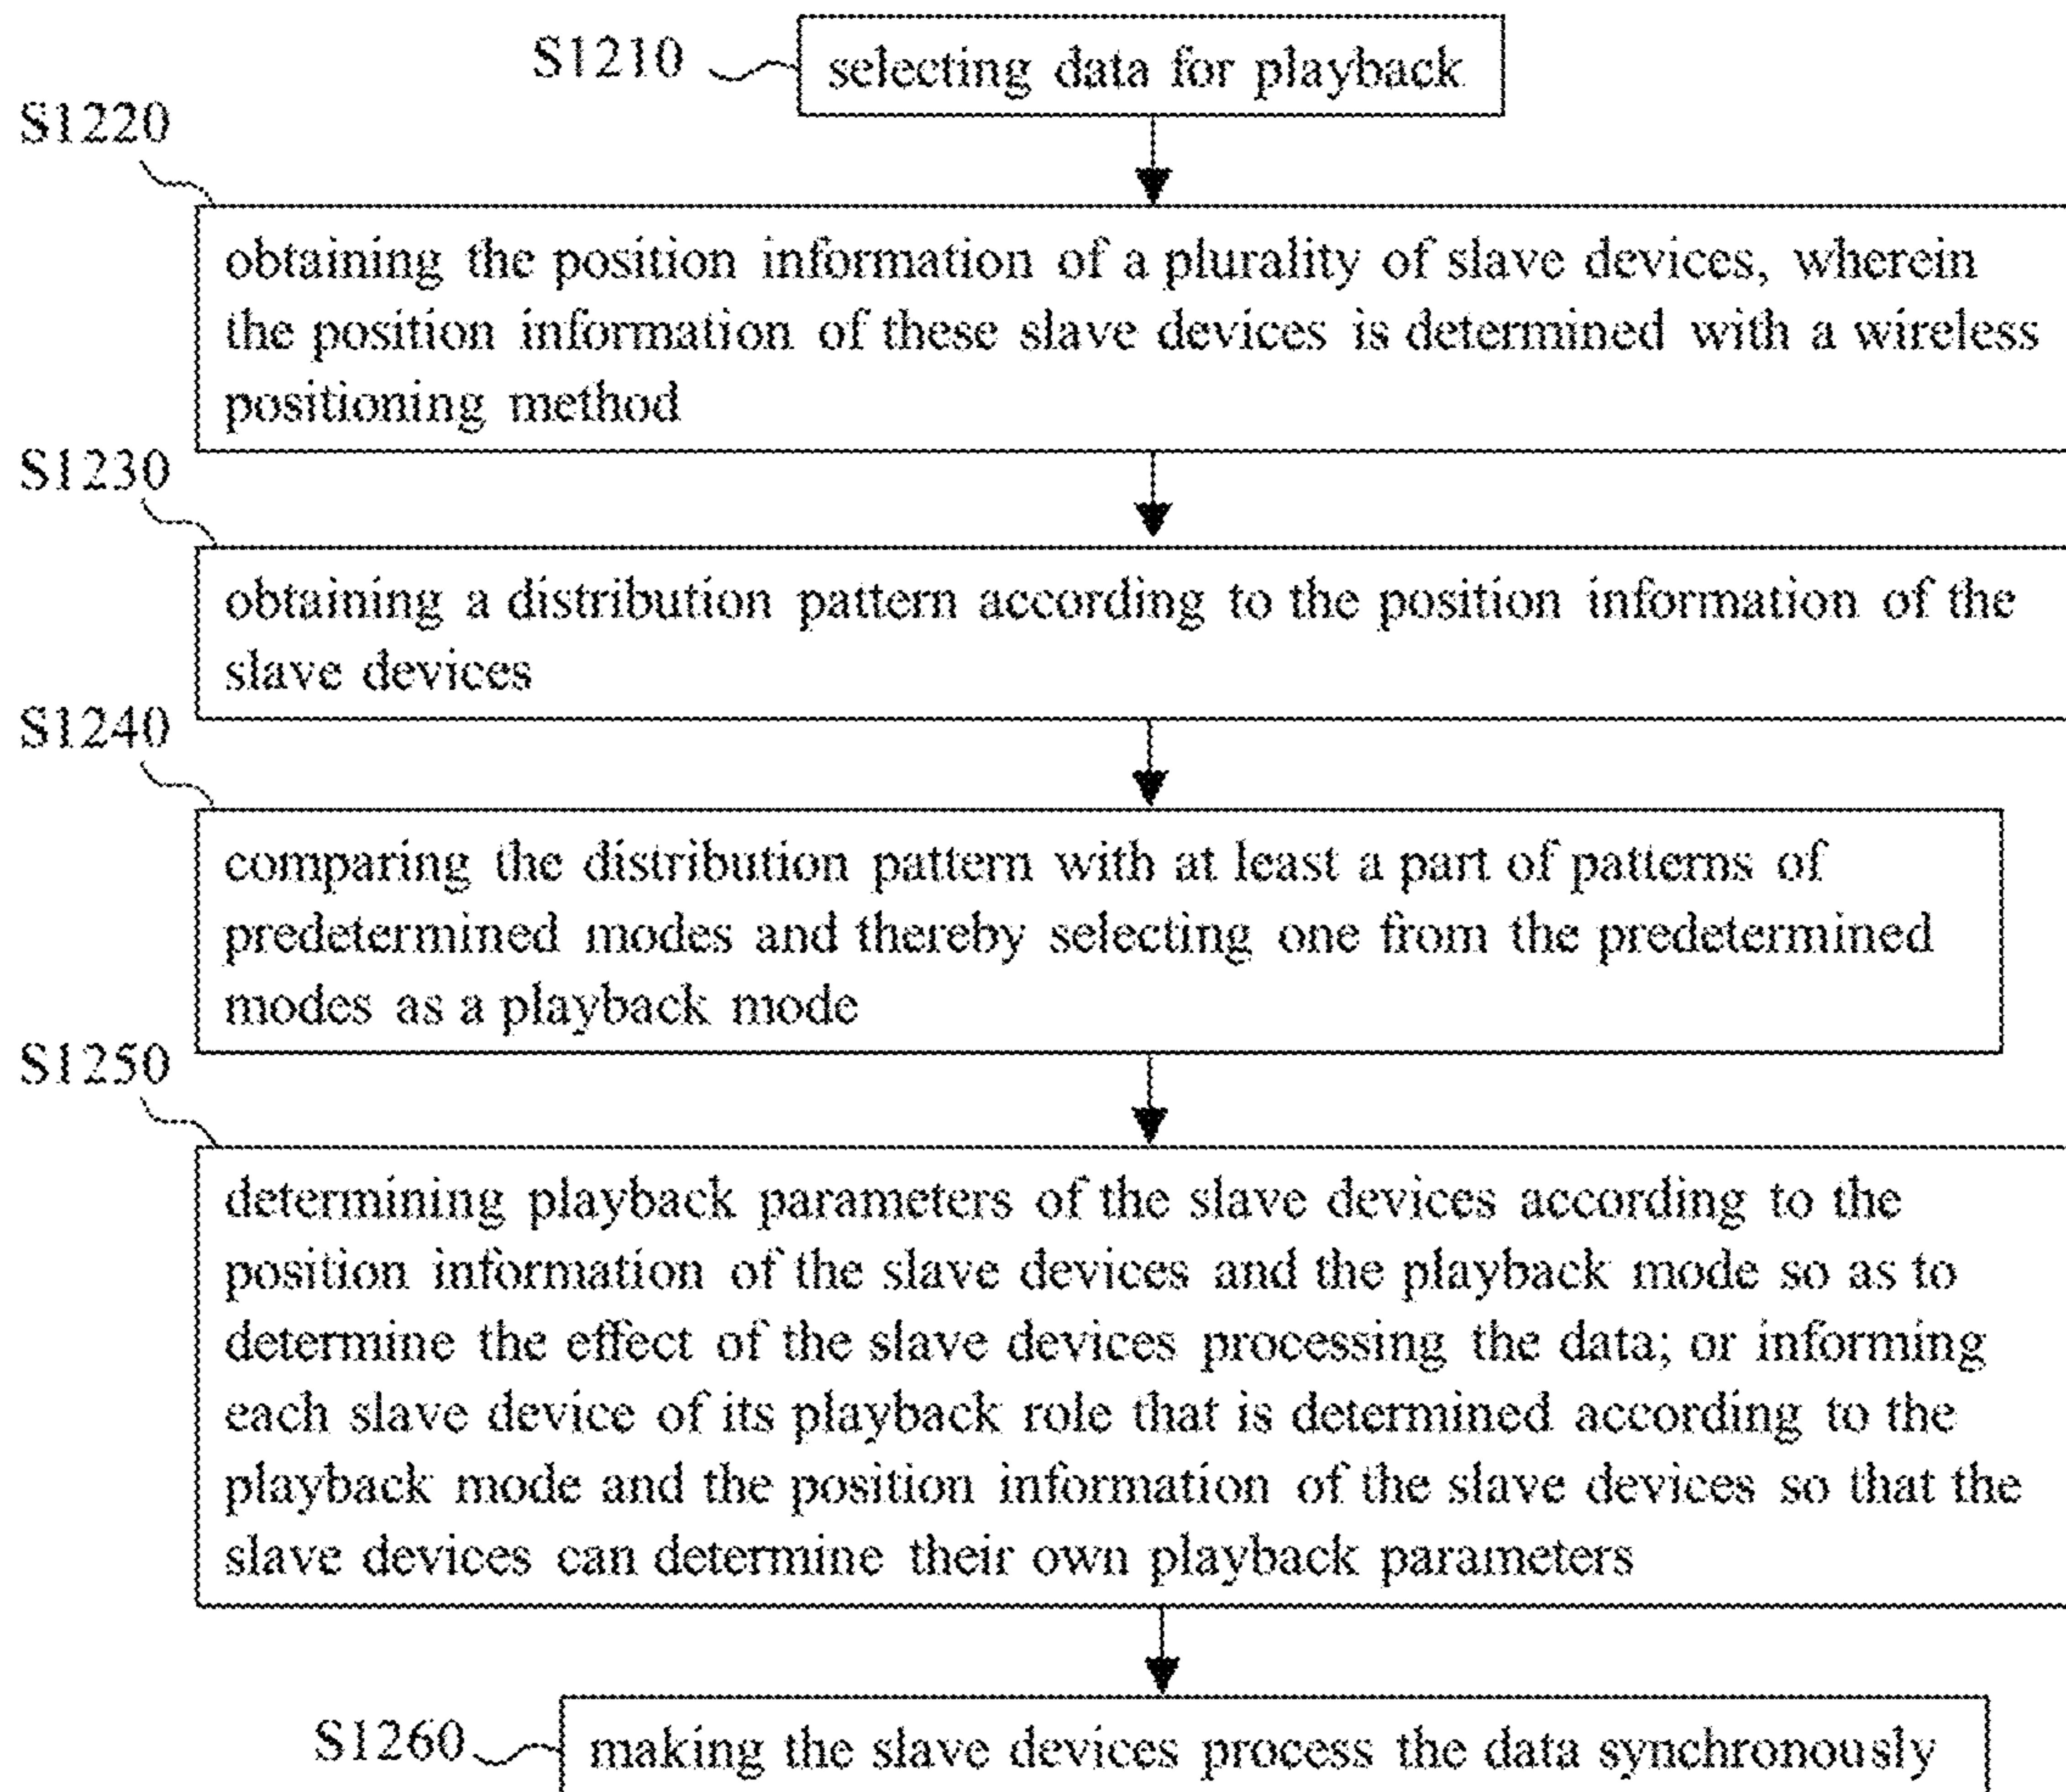 S1210
selecting data for playback
S1220
obtaining the position information of a plurality of slave devices, wherein
the position information of these slave devices is determined with a wireless
positioning method
S1230
obtaining a distribution pattern according to the position information of the
slave devices
S1240
comparing the distribution pattern with at least a part of patterns of
predetermined modes and thereby selecting one from the predetermined
modes as a playback mode
S1250
determining playback parameters of the slave devices according to the
position information of the slave devices and the playback mode so as to
determine the effect of the slave devices processing the data; or informing
each slave device of its playback role that is determined according to the
playback mode and the position information of the slave devices so that the
slave devices can determine their own playback parameters
S1260
making the slave devices process the data synchronously